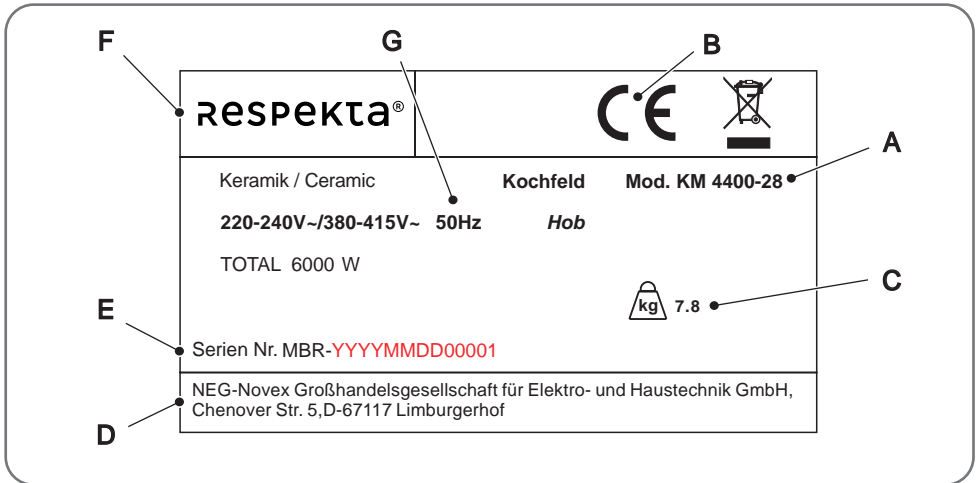 F
G
B
Respekta®
CE
A
Keramik / Ceramic Kochfeld Mod. KM 4400-28
220-240V~/380-415V~ 50Hz Hob
TOTAL 6000 W
C
kg 7.8
E
Serien Nr. MBR-YYYYMMDD00001
NEG-Novex Großhandelsgesellschaft für Elektro- und Haustechnik GmbH,
Chenover Str. 5,D-67117 Limburgerhof
D